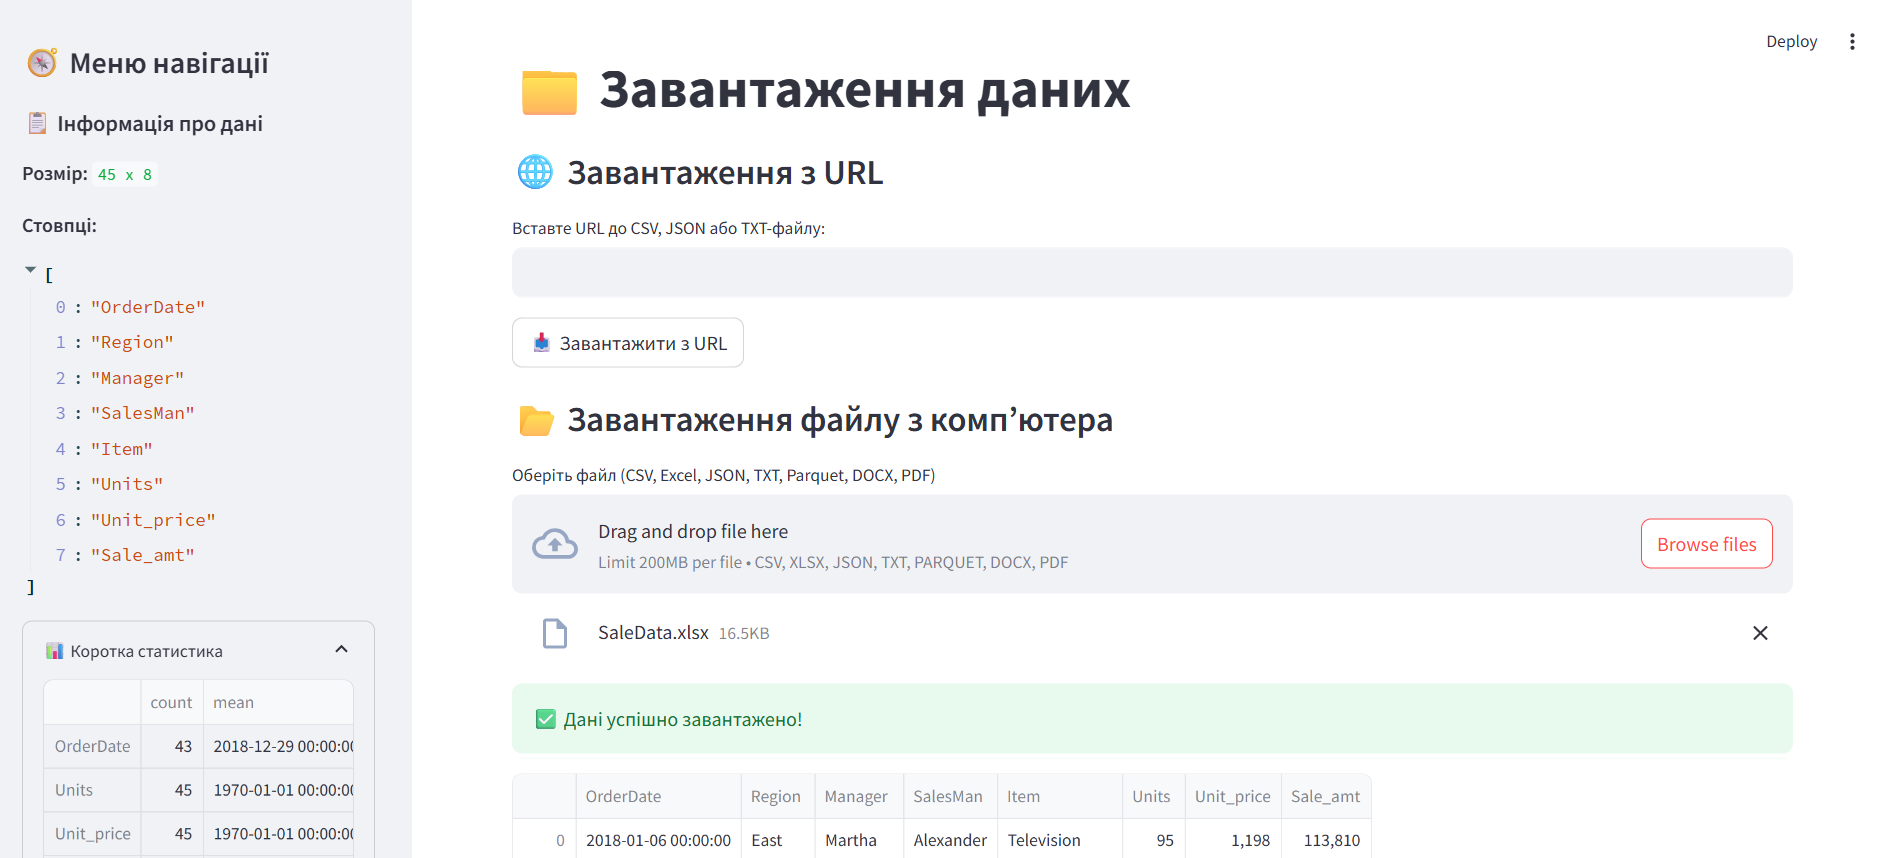 Меню навігації
Інформація про дані
Розмір: 45 x 8
Стовпці:
[
0 : "OrderDate"
1 : "Region"
2 : "Manager"
3 : "SalesMan"
4 : "Item"
5 : "Units"
6 : "Unit_price"
7 : "Sale_amt"
]
Коротка статистика
count mean
OrderDate 43 2018-12-29 00:00:00
Units 45 1970-01-01 00:00:00
Unit_price 45 1970-01-01 00:00:00
Deploy
Завантаження даних
Завантаження з URL
Вставте URL до CSV, JSON або TXT-файлу:
Завантажити з URL
Завантаження файлу з комп’ютера
Оберіть файл (CSV, Excel, JSON, TXT, Parquet, DOCX, PDF)
Drag and drop file here
Limit 200MB per file • CSV, XLSX, JSON, TXT, PARQUET, DOCX, PDF
Browse files
SaleData.xlsx 16.5KB
Дані успішно завантажено!
OrderDate Region Manager SalesMan Item Units Unit_price Sale_amt
0 2018-01-06 00:00:00 East Martha Alexander Television 95 1,198 113,810